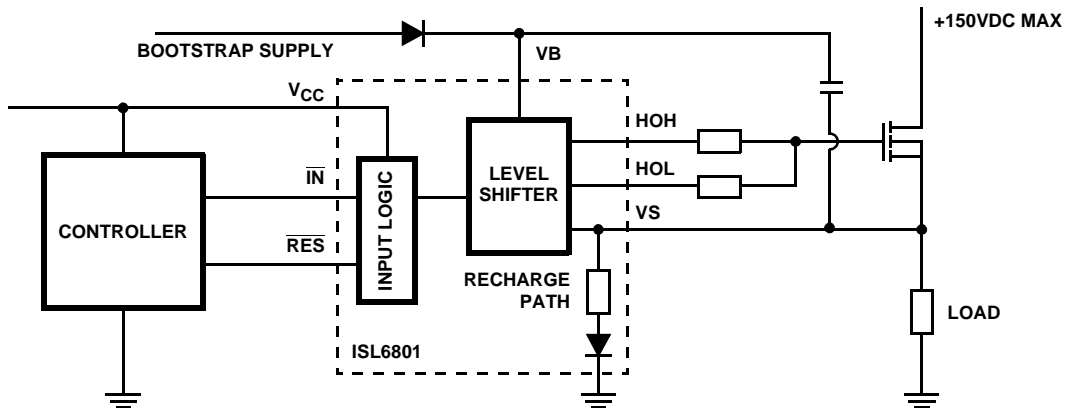 +150VDC MAX
BOOTSTRAP SUPPLY
VB
VCC
HOH
IN
LEVEL
SHIFTER
HOL
CONTROLLER
INPUT LOGIC
VS
RES
RECHARGE
PATH
LOAD
ISL6801